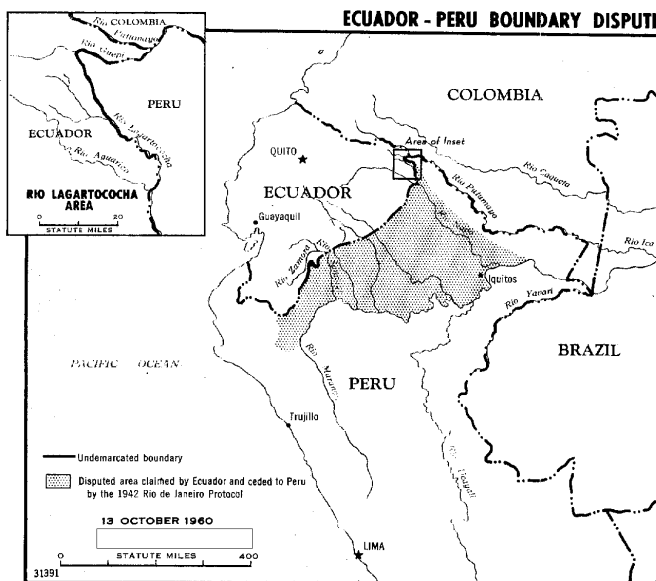 ECUADOR - PERU BOUNDARY DISPUTE
Rio COLOMBIA
Putumayo
Rio Guepi
PERU
ECUADOR
Rio Lagartococha
Rio Aguarico
RIO LAGARTOCOCHA
AREA
0 20
STATUTE MILES
COLOMBIA
Area of Inset
QUITO
Rio Caqueta
Rio Putumayo
ECUADOR
Guayaquil
Rio Ica
Rio Zamora
Iquitos
Rio Yavari
BRAZIL
PACIFIC OCEAN
PERU
Rio Maranon
Trujillo
Rio Ucayali
Undemarcated boundary
Disputed area claimed by Ecuador and ceded to Peru
by the 1942 Rio de Janeiro Protocol
13 OCTOBER 1960
0 STATUTE MILES 400
LIMA
31391